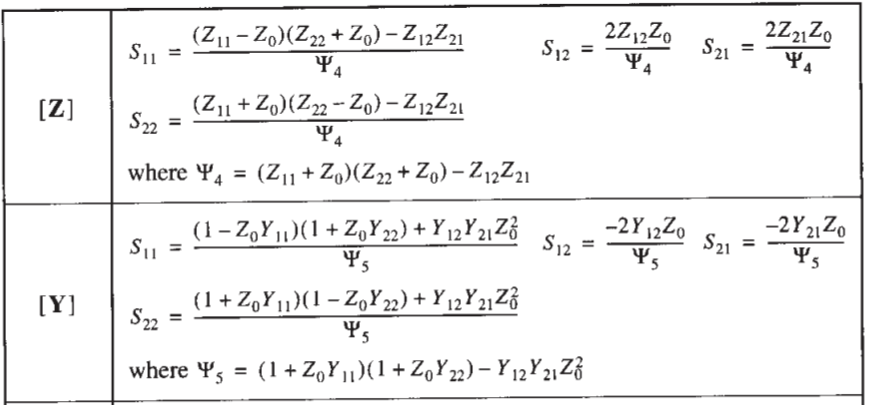 [Z]
S₁₁ = (Z₁₁ − Z₀)(Z₂₂ + Z₀) − Z₁₂Z₂₁ / Ψ₄   S₁₂ = 2Z₁₂Z₀ / Ψ₄   S₂₁ = 2Z₂₁Z₀ / Ψ₄
S₂₂ = (Z₁₁ + Z₀)(Z₂₂ − Z₀) − Z₁₂Z₂₁ / Ψ₄
where Ψ₄ = (Z₁₁ + Z₀)(Z₂₂ + Z₀) − Z₁₂Z₂₁
[Y]
S₁₁ = (1 − Z₀Y₁₁)(1 + Z₀Y₂₂) + Y₁₂Y₂₁Z₀² / Ψ₅   S₁₂ = −2Y₁₂Z₀ / Ψ₅   S₂₁ = −2Y₂₁Z₀ / Ψ₅
S₂₂ = (1 + Z₀Y₁₁)(1 − Z₀Y₂₂) + Y₁₂Y₂₁Z₀² / Ψ₅
where Ψ₅ = (1 + Z₀Y₁₁)(1 + Z₀Y₂₂) − Y₁₂Y₂₁Z₀²